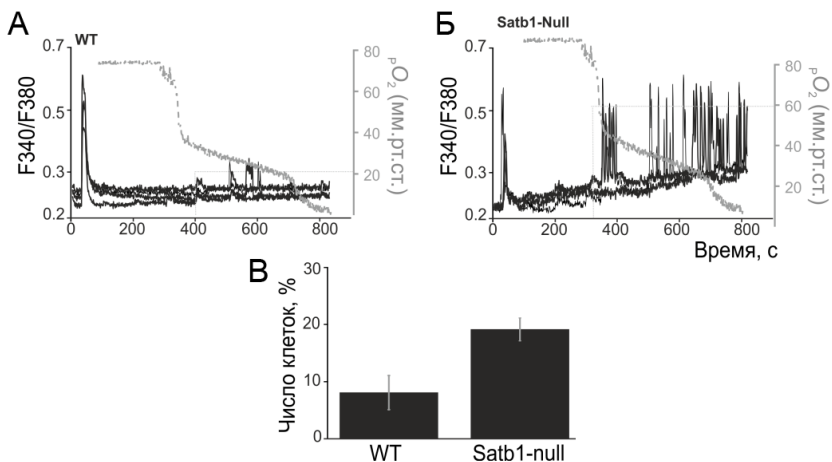 А
WT
0.7
0.5
0.3
0.2
F340/F380
80
60
40
20
PO2 (мм.рт.ст.)
0 200 400 600 800
Б
Satb1-Null
0.7
0.5
0.3
0.2
F340/F380
80
60
40
20
PO2 (мм.рт.ст.)
0 200 400 600 800
Время, с
В
30
20
10
0
Число клеток, %
WT Satb1-null